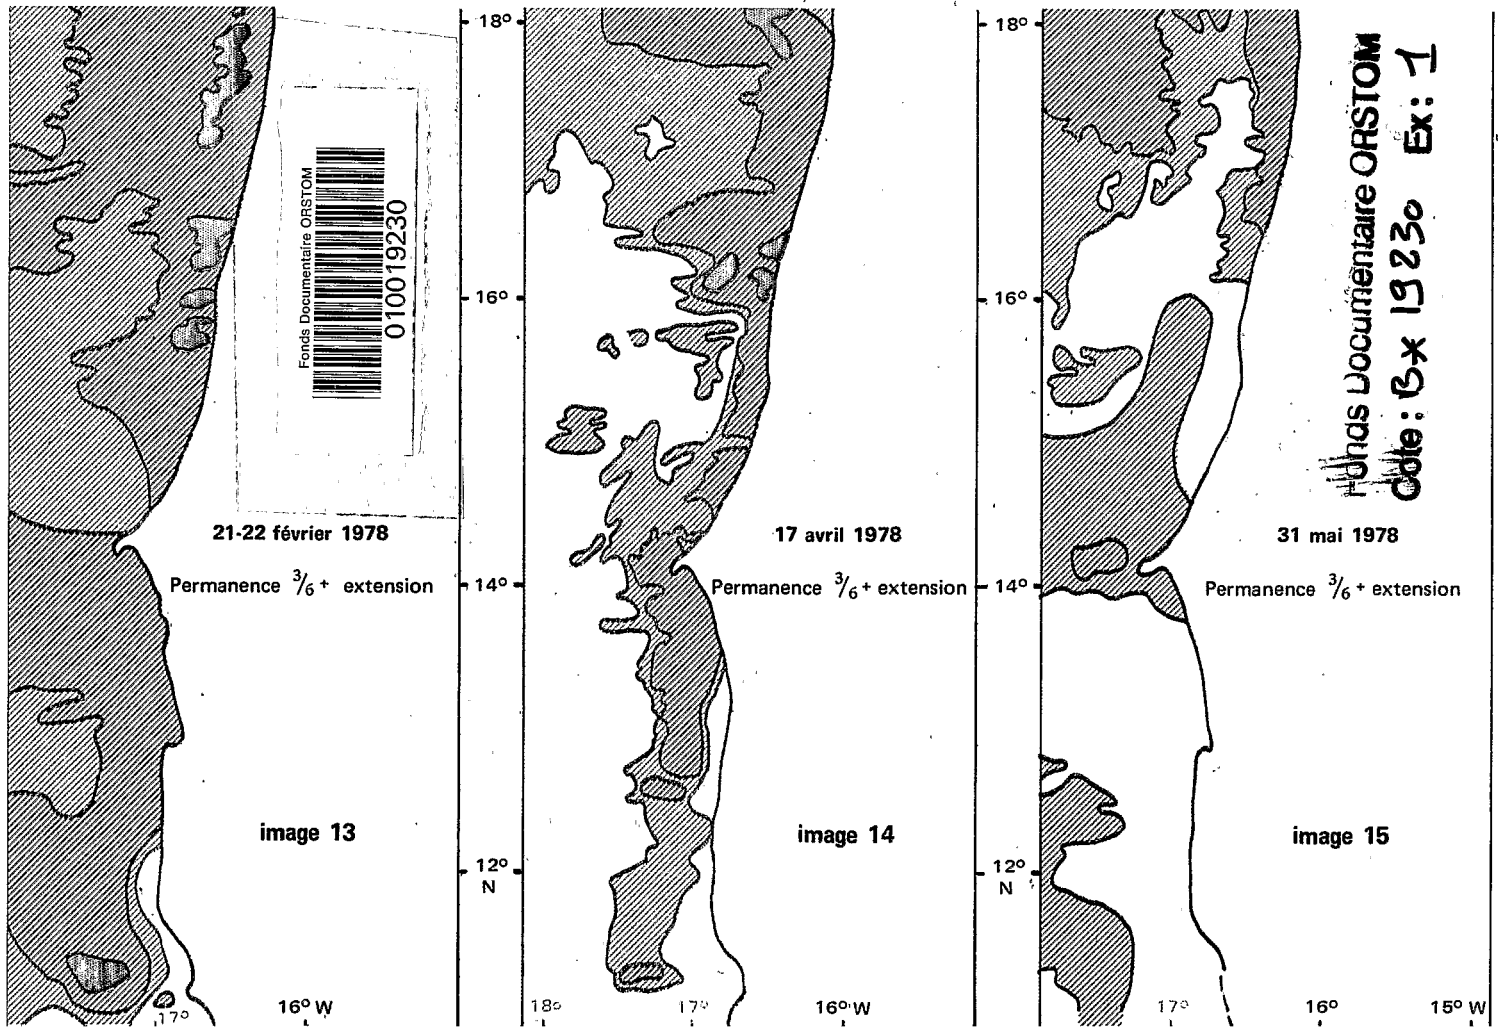 18°
18°
Fonds Documentaire ORSTOM
010019230
Fonds Documentaire ORSTOM
Cote: B* 19230 Ex: 1
16°
16°
21-22 février 1978
Permanence 3/6 + extension
17 avril 1978
Permanence 3/6 + extension
31 mai 1978
Permanence 3/6 + extension
14°
14°
image 13
image 14
image 15
12°
N
12°
N
17°
16° W
18°
17°
16° W
17°
16°
15° W